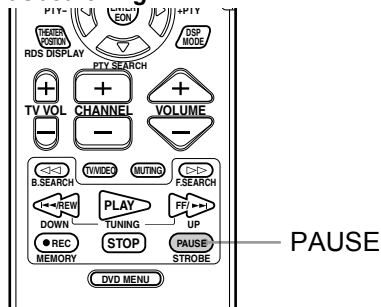 PTY–
ENTER
EON
+PTY
THEATER
POSITION
DSP
MODE
RDS DISPLAY
PTY SEARCH
+ + +
TV VOL CHANNEL VOLUME
– – –
TV/VIDEO MUTING
B.SEARCH F.SEARCH
/REW PLAY FF/
DOWN TUNING UP
REC STOP PAUSE PAUSE
MEMORY STROBE
DVD MENU